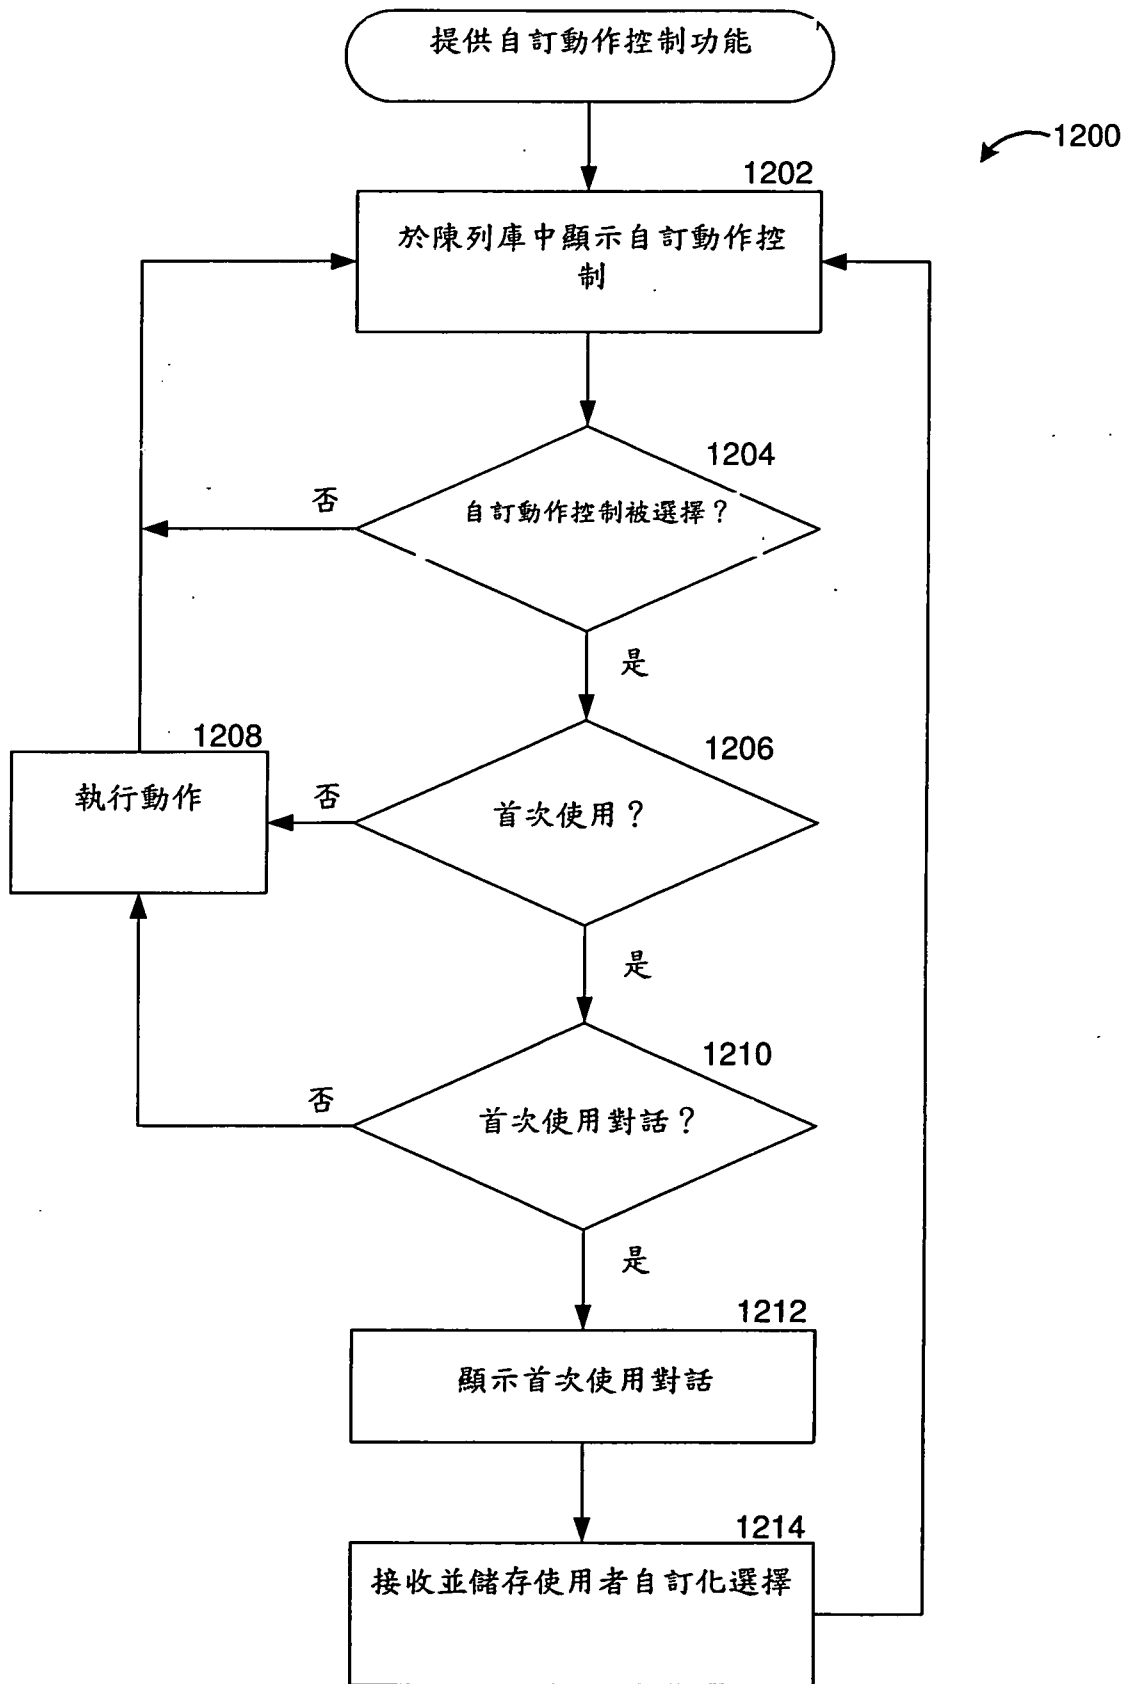 提供自訂動作控制功能
1200
1202
於陳列庫中顯示自訂動作控
制
1204
否
自訂動作控制被選擇？
是
1208
1206
執行動作
否
首次使用？
是
1210
否
首次使用對話？
是
1212
顯示首次使用對話
1214
接收並儲存使用者自訂化選擇